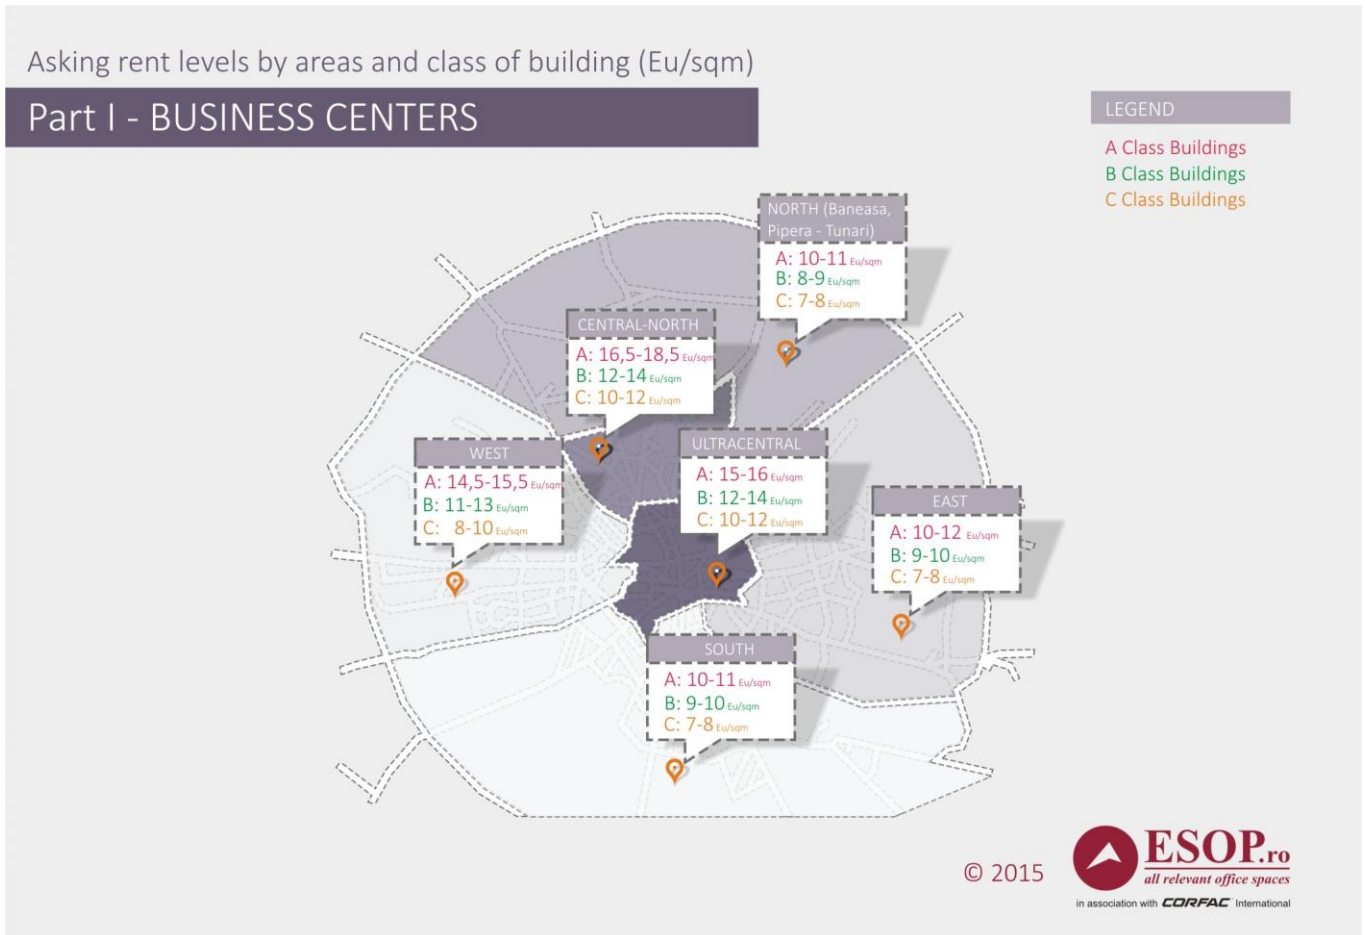 Asking rent levels by areas and class of building (Eu/sqm)
Part I - BUSINESS CENTERS
LEGEND
A Class Buildings
B Class Buildings
C Class Buildings
NORTH (Baneasa,
Pipera - Tunari)
A: 10-11 Eu/sqm
B: 8-9 Eu/sqm
C: 7-8 Eu/sqm
CENTRAL-NORTH
A: 16,5-18,5 Eu/sqm
B: 12-14 Eu/sqm
C: 10-12 Eu/sqm
WEST
A: 14,5-15,5 Eu/sqm
B: 11-13 Eu/sqm
C: 8-10 Eu/sqm
ULTRACENTRAL
A: 15-16 Eu/sqm
B: 12-14 Eu/sqm
C: 10-12 Eu/sqm
EAST
A: 10-12 Eu/sqm
B: 9-10 Eu/sqm
C: 7-8 Eu/sqm
SOUTH
A: 10-11 Eu/sqm
B: 9-10 Eu/sqm
C: 7-8 Eu/sqm
© 2015
ESOP.ro
all relevant office spaces
in association with CORFAC International